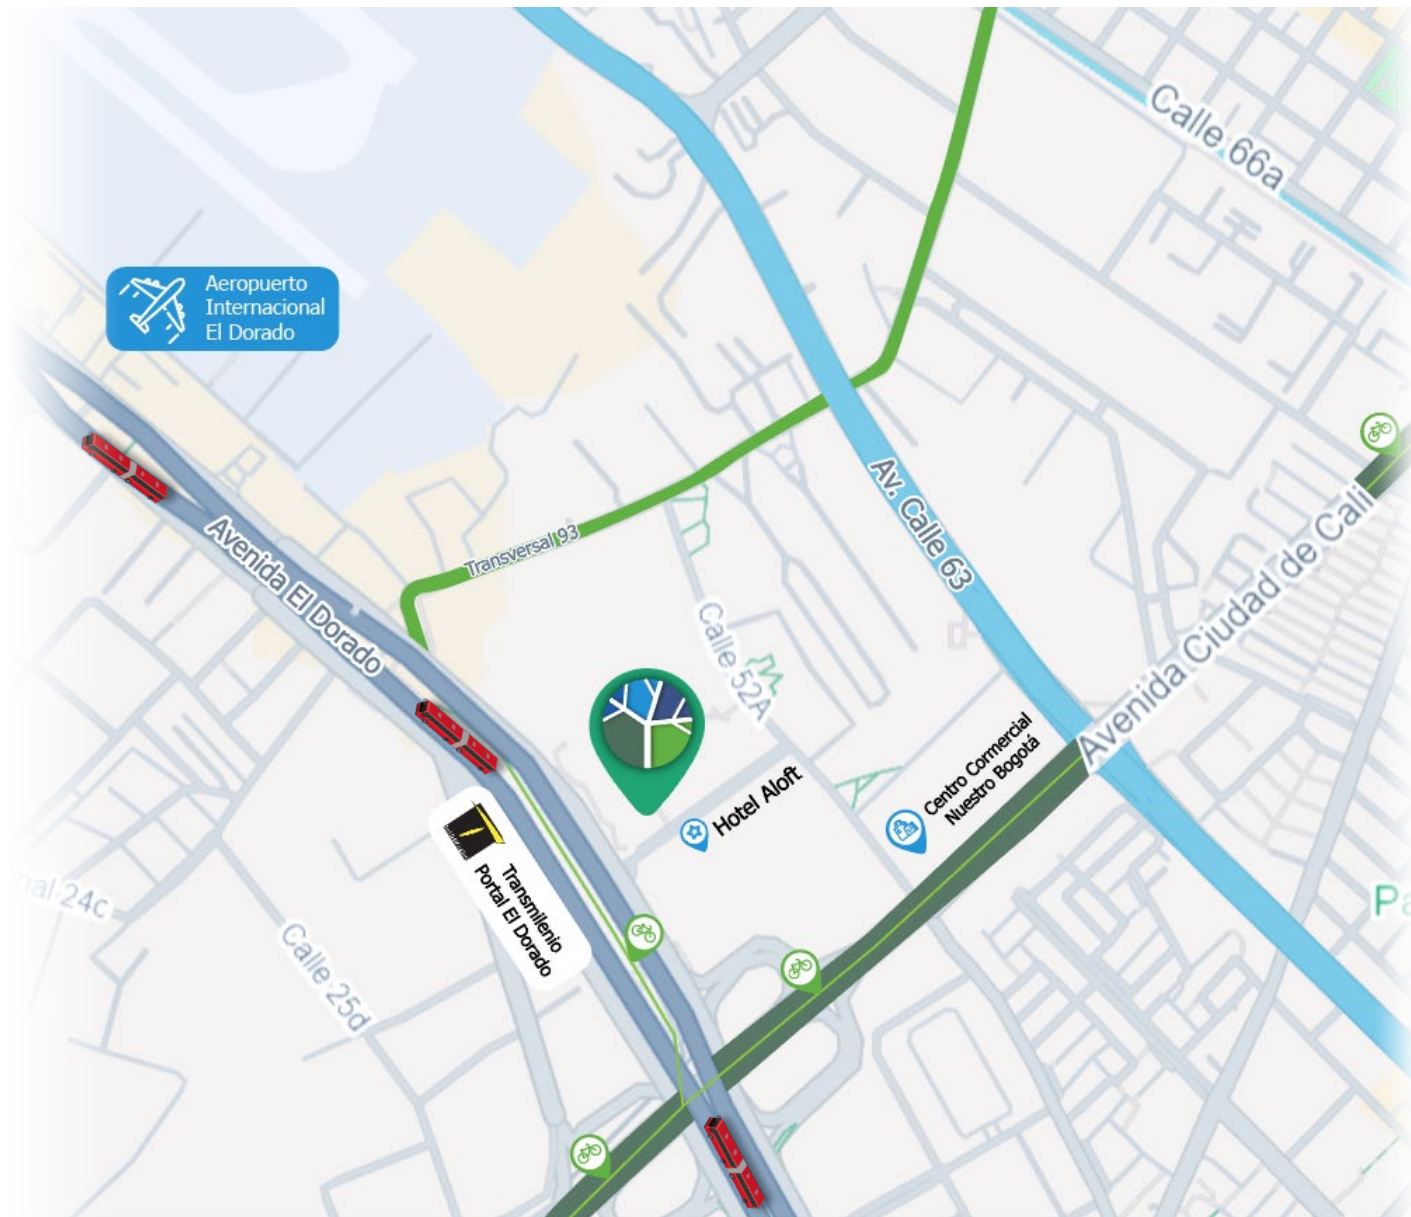 Calle 66a
Aeropuerto
Internacional
El Dorado
Av. Calle 63
Avenida Ciudad de Cali
Avenida El Dorado
Transversal 93
Calle 52A
Centro Comercial
Nuestro Bogotá
Hotel Aloft
Transmilenio
Portal El Dorado
24c
Calle 25d